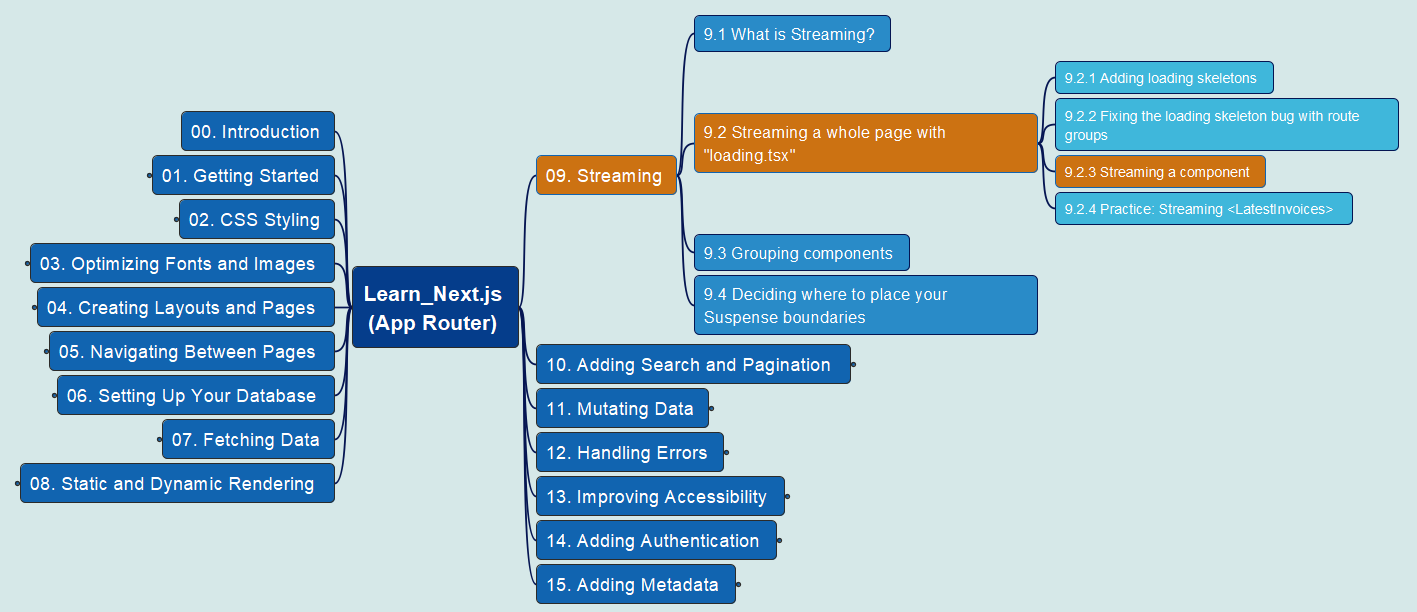 Learn_Next.js
(App Router)
00. Introduction
01. Getting Started
02. CSS Styling
03. Optimizing Fonts and Images
04. Creating Layouts and Pages
05. Navigating Between Pages
06. Setting Up Your Database
07. Fetching Data
08. Static and Dynamic Rendering
09. Streaming
9.1 What is Streaming?
9.2 Streaming a whole page with
"loading.tsx"
9.2.1 Adding loading skeletons
9.2.2 Fixing the loading skeleton bug with route
groups
9.2.3 Streaming a component
9.2.4 Practice: Streaming <LatestInvoices>
9.3 Grouping components
9.4 Deciding where to place your
Suspense boundaries
10. Adding Search and Pagination
11. Mutating Data
12. Handling Errors
13. Improving Accessibility
14. Adding Authentication
15. Adding Metadata